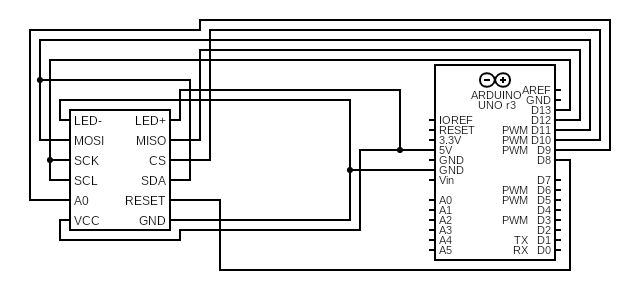 LED- LED+
MOSI MISO
SCK CS
SCL SDA
A0 RESET
VCC GND
ARDUINO
UNO r3
AREF
GND
D13
IOREF D12
RESET PWM D11
3.3V PWM D10
5V PWM D9
GND D8
GND
Vin D7
PWM D6
A0 PWM D5
A1 D4
A2 PWM D3
A3 D2
A4 TX D1
A5 RX D0